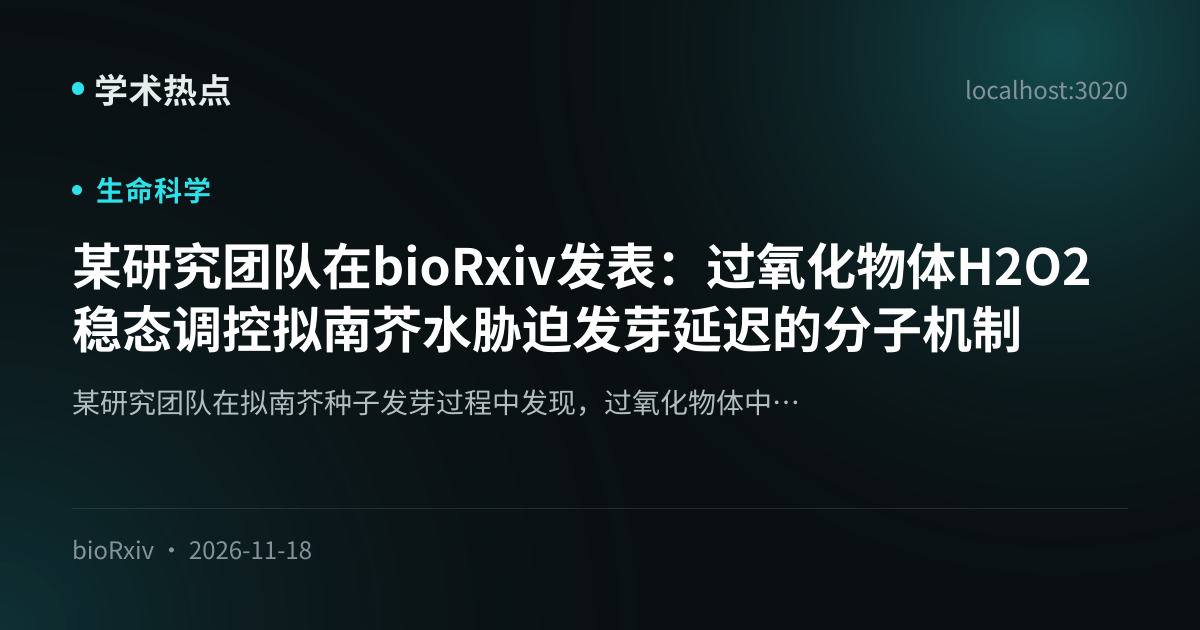 学术热点
localhost:3020
生命科学
某研究团队在bioRxiv发表：过氧化物体H2O2
稳态调控拟南芥水胁迫发芽延迟的分子机制
某研究团队在拟南芥种子发芽过程中发现，过氧化物体中…
bioRxiv · 2026-11-18